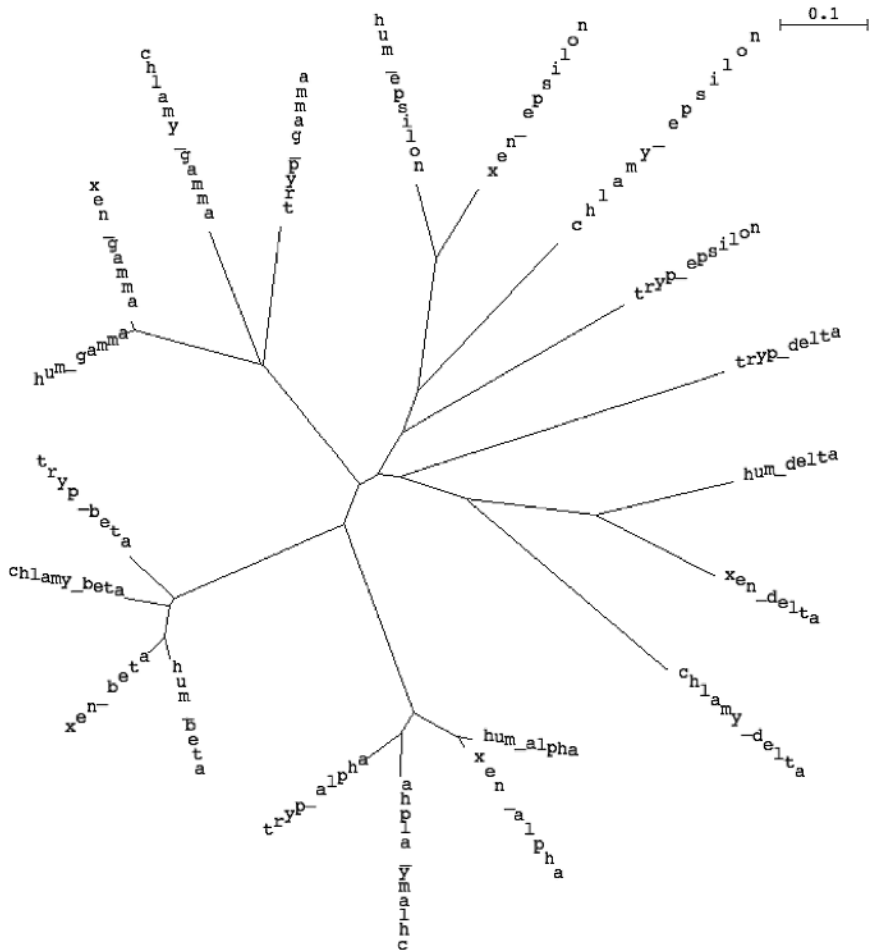 0.1
hum_epsilon
xen_epsilon
chlamy_epsilon
chlamy_gamma
tryp_gamma
xen_gamma
hum_gamma
tryp_epsilon
tryp_delta
hum_delta
tryp_beta
chlamy_beta
xen_delta
xen_beta
hum_beta
chlamy_delta
hum_alpha
xen_alpha
tryp_alpha
chlamy_alpha